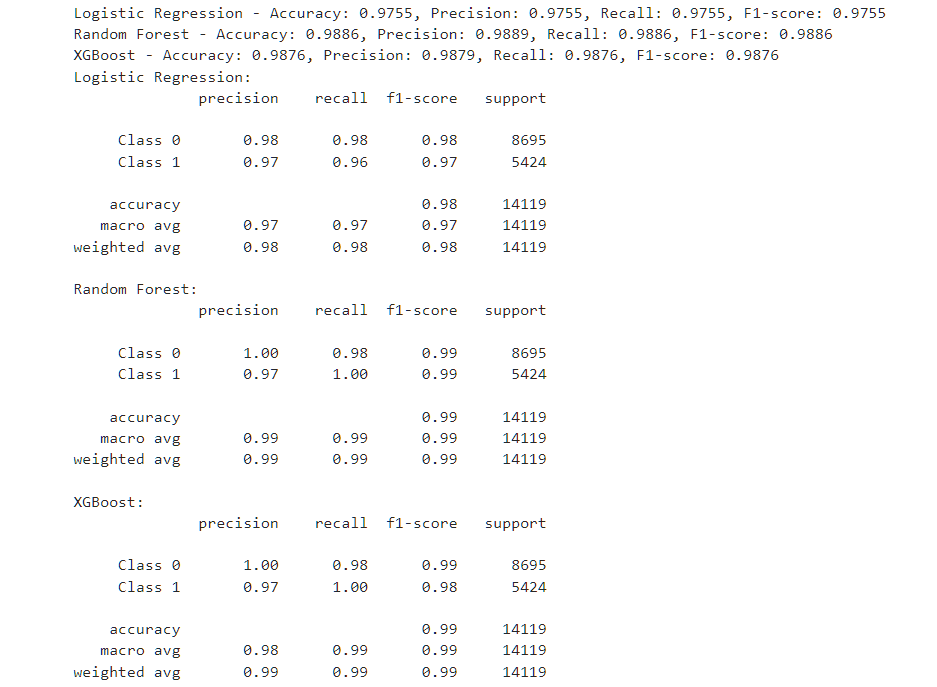 Logistic Regression - Accuracy: 0.9755, Precision: 0.9755, Recall: 0.9755, F1-score: 0.9755
Random Forest - Accuracy: 0.9886, Precision: 0.9889, Recall: 0.9886, F1-score: 0.9886
XGBoost - Accuracy: 0.9876, Precision: 0.9879, Recall: 0.9876, F1-score: 0.9876
Logistic Regression:
precision recall f1-score support
Class 0 0.98 0.98 0.98 8695
Class 1 0.97 0.96 0.97 5424
accuracy 0.98 14119
macro avg 0.97 0.97 0.97 14119
weighted avg 0.98 0.98 0.98 14119
Random Forest:
precision recall f1-score support
Class 0 1.00 0.98 0.99 8695
Class 1 0.97 1.00 0.99 5424
accuracy 0.99 14119
macro avg 0.99 0.99 0.99 14119
weighted avg 0.99 0.99 0.99 14119
XGBoost:
precision recall f1-score support
Class 0 1.00 0.98 0.99 8695
Class 1 0.97 1.00 0.98 5424
accuracy 0.99 14119
macro avg 0.98 0.99 0.99 14119
weighted avg 0.99 0.99 0.99 14119